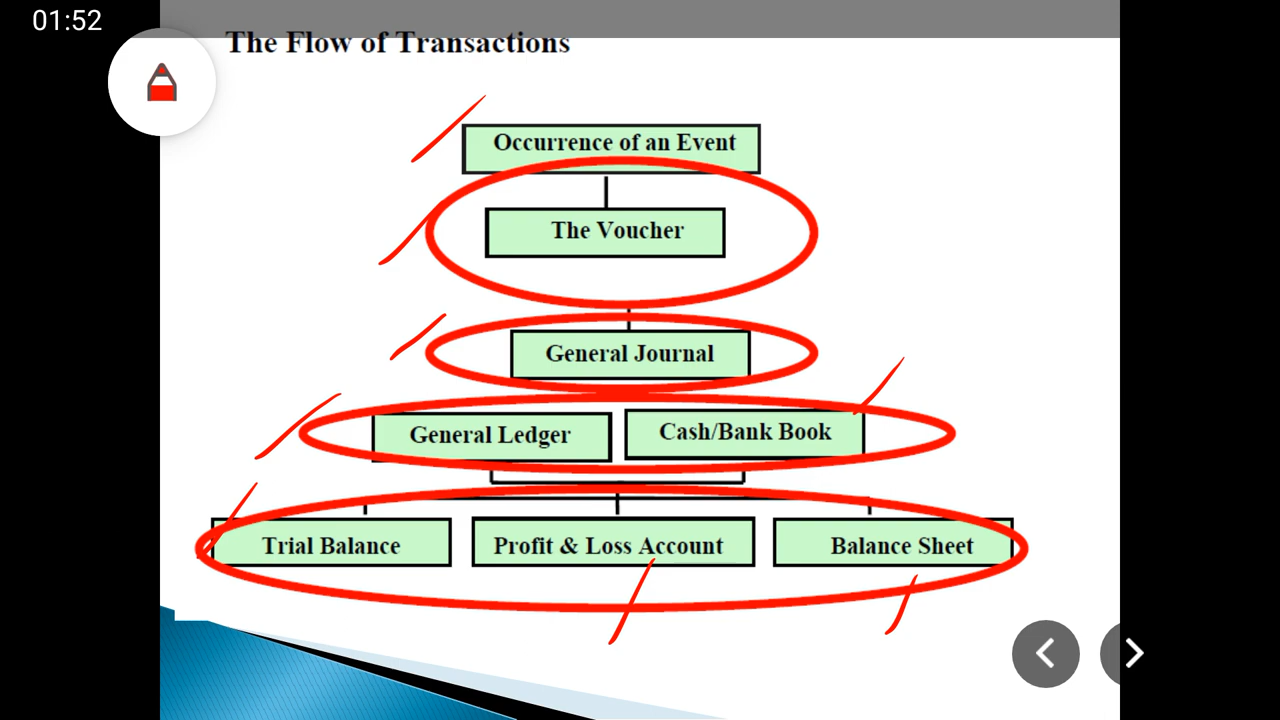 01:52
The Flow of Transactions
Occurrence of an Event
The Voucher
General Journal
General Ledger
Cash/Bank Book
Trial Balance
Profit & Loss Account
Balance Sheet